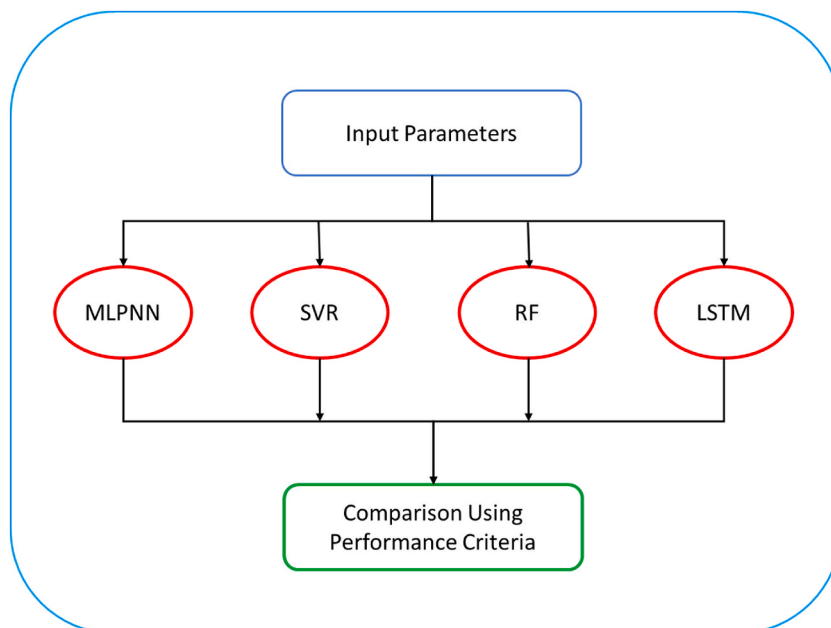 Input Parameters
MLPNN
SVR
RF
LSTM
Comparison Using
Performance Criteria